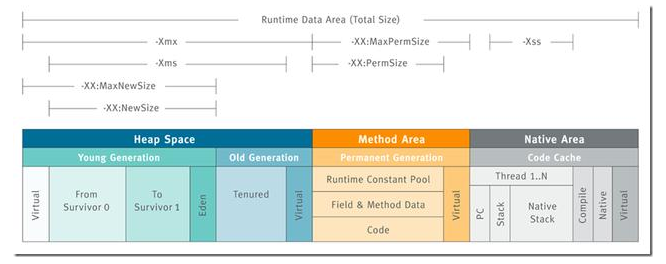 Runtime Data Area (Total Size)
-Xmx -XX:MaxPermSize -Xss
-Xms -XX:PermSize
-XX:MaxNewSize
-XX:NewSize
Heap Space Method Area Native Area
Young Generation Old Generation Permanent Generation Code Cache
Virtual
From
Survivor 0
To
Survivor 1
Eden
Tenured
Virtual
Runtime Constant Pool
Field & Method Data
Code
Virtual
Thread 1..N
PC
Stack
Native
Stack
Compile
Native
Virtual